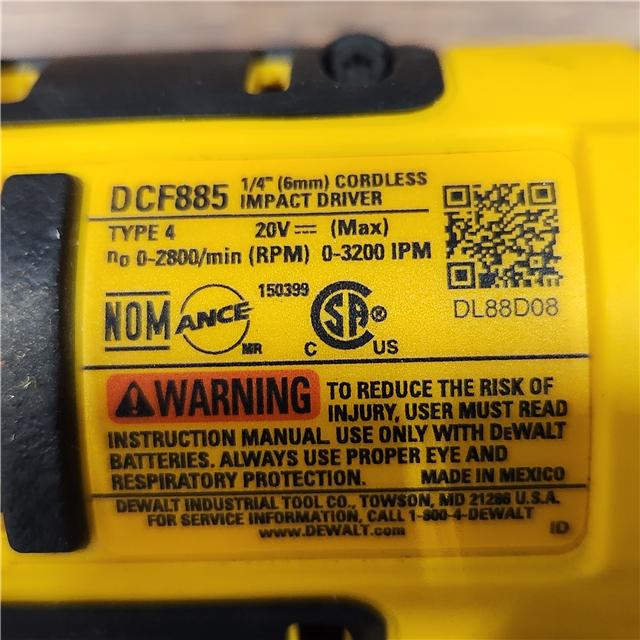 DCF885 1/4" (6mm) CORDLESS
IMPACT DRIVER
TYPE 4 20V ⎓ (Max)
n₀ 0-2800/min (RPM) 0-3200 IPM
DL88D08
NOM ANCE MR 150399 C SA® US
⚠WARNING TO REDUCE THE RISK OF
INJURY, USER MUST READ
INSTRUCTION MANUAL. USE ONLY WITH DeWALT
BATTERIES. ALWAYS USE PROPER EYE AND
RESPIRATORY PROTECTION. MADE IN MEXICO
DEWALT INDUSTRIAL TOOL CO., TOWSON, MD 21286 U.S.A.
FOR SERVICE INFORMATION, CALL 1-800-4-DEWALT
www.DEWALT.com ID